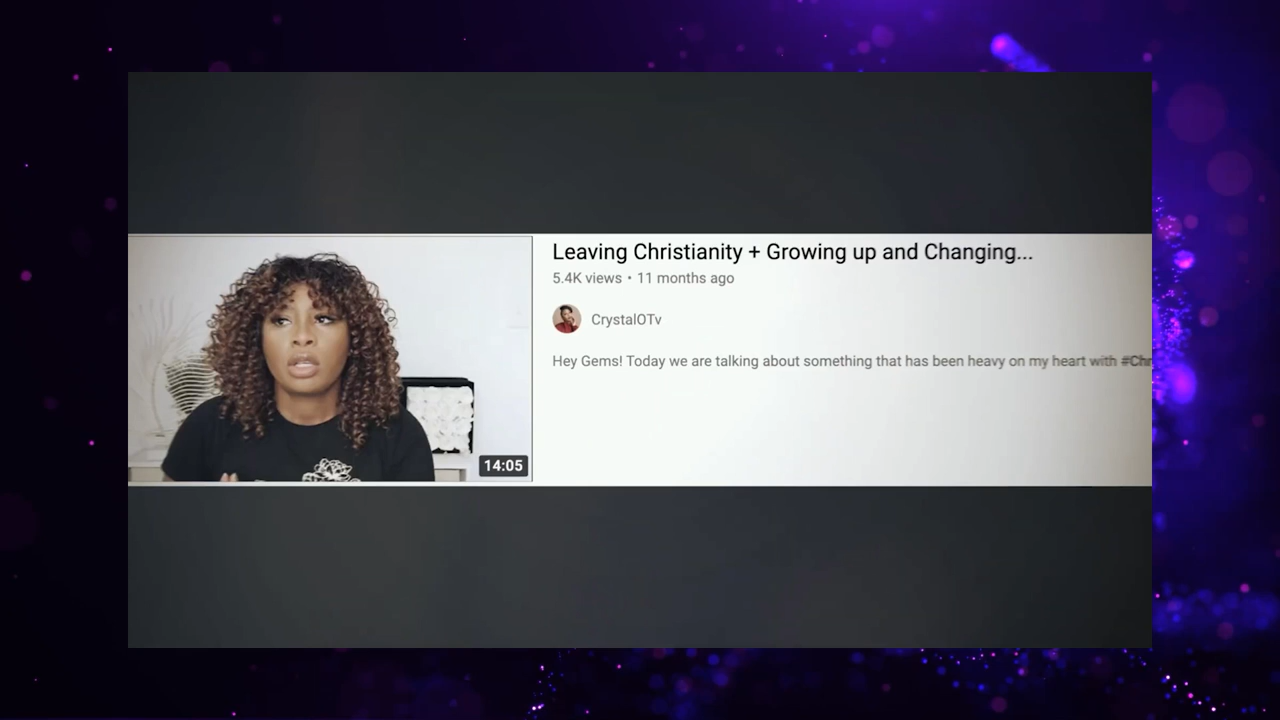 Leaving Christianity + Growing up and Changing...
5.4K views • 11 months ago
CrystalOTv
Hey Gems! Today we are talking about something that has been heavy on my heart with #Chr
14:05